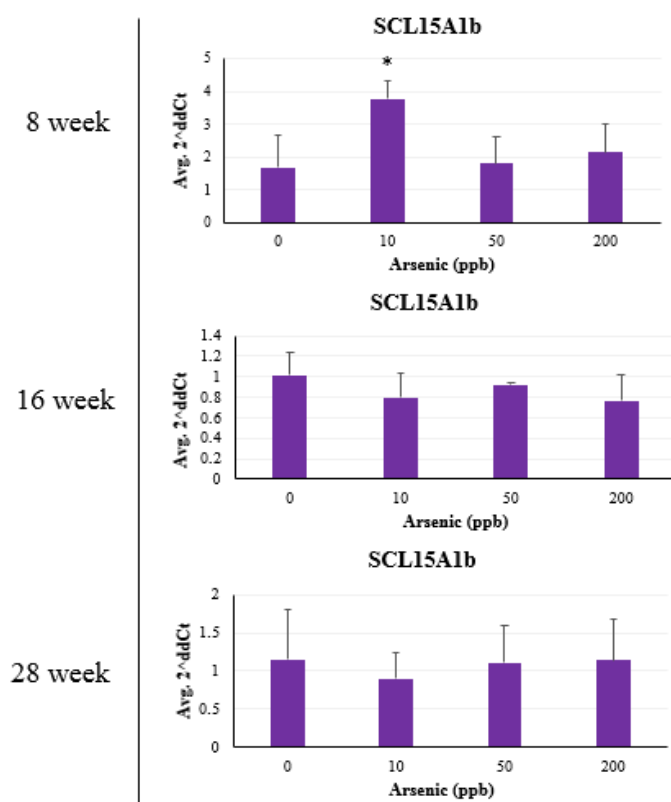 8 week
SCL15A1b
Avg. 2^ddCt
5
4
3
2
1
0
*
0 10 50 200
Arsenic (ppb)
16 week
SCL15A1b
Avg. 2^ddCt
1.4
1.2
1
0.8
0.6
0.4
0.2
0
0 10 50 200
Arsenic (ppb)
28 week
SCL15A1b
Avg. 2^ddCt
2
1.5
1
0.5
0
0 10 50 200
Arsenic (ppb)